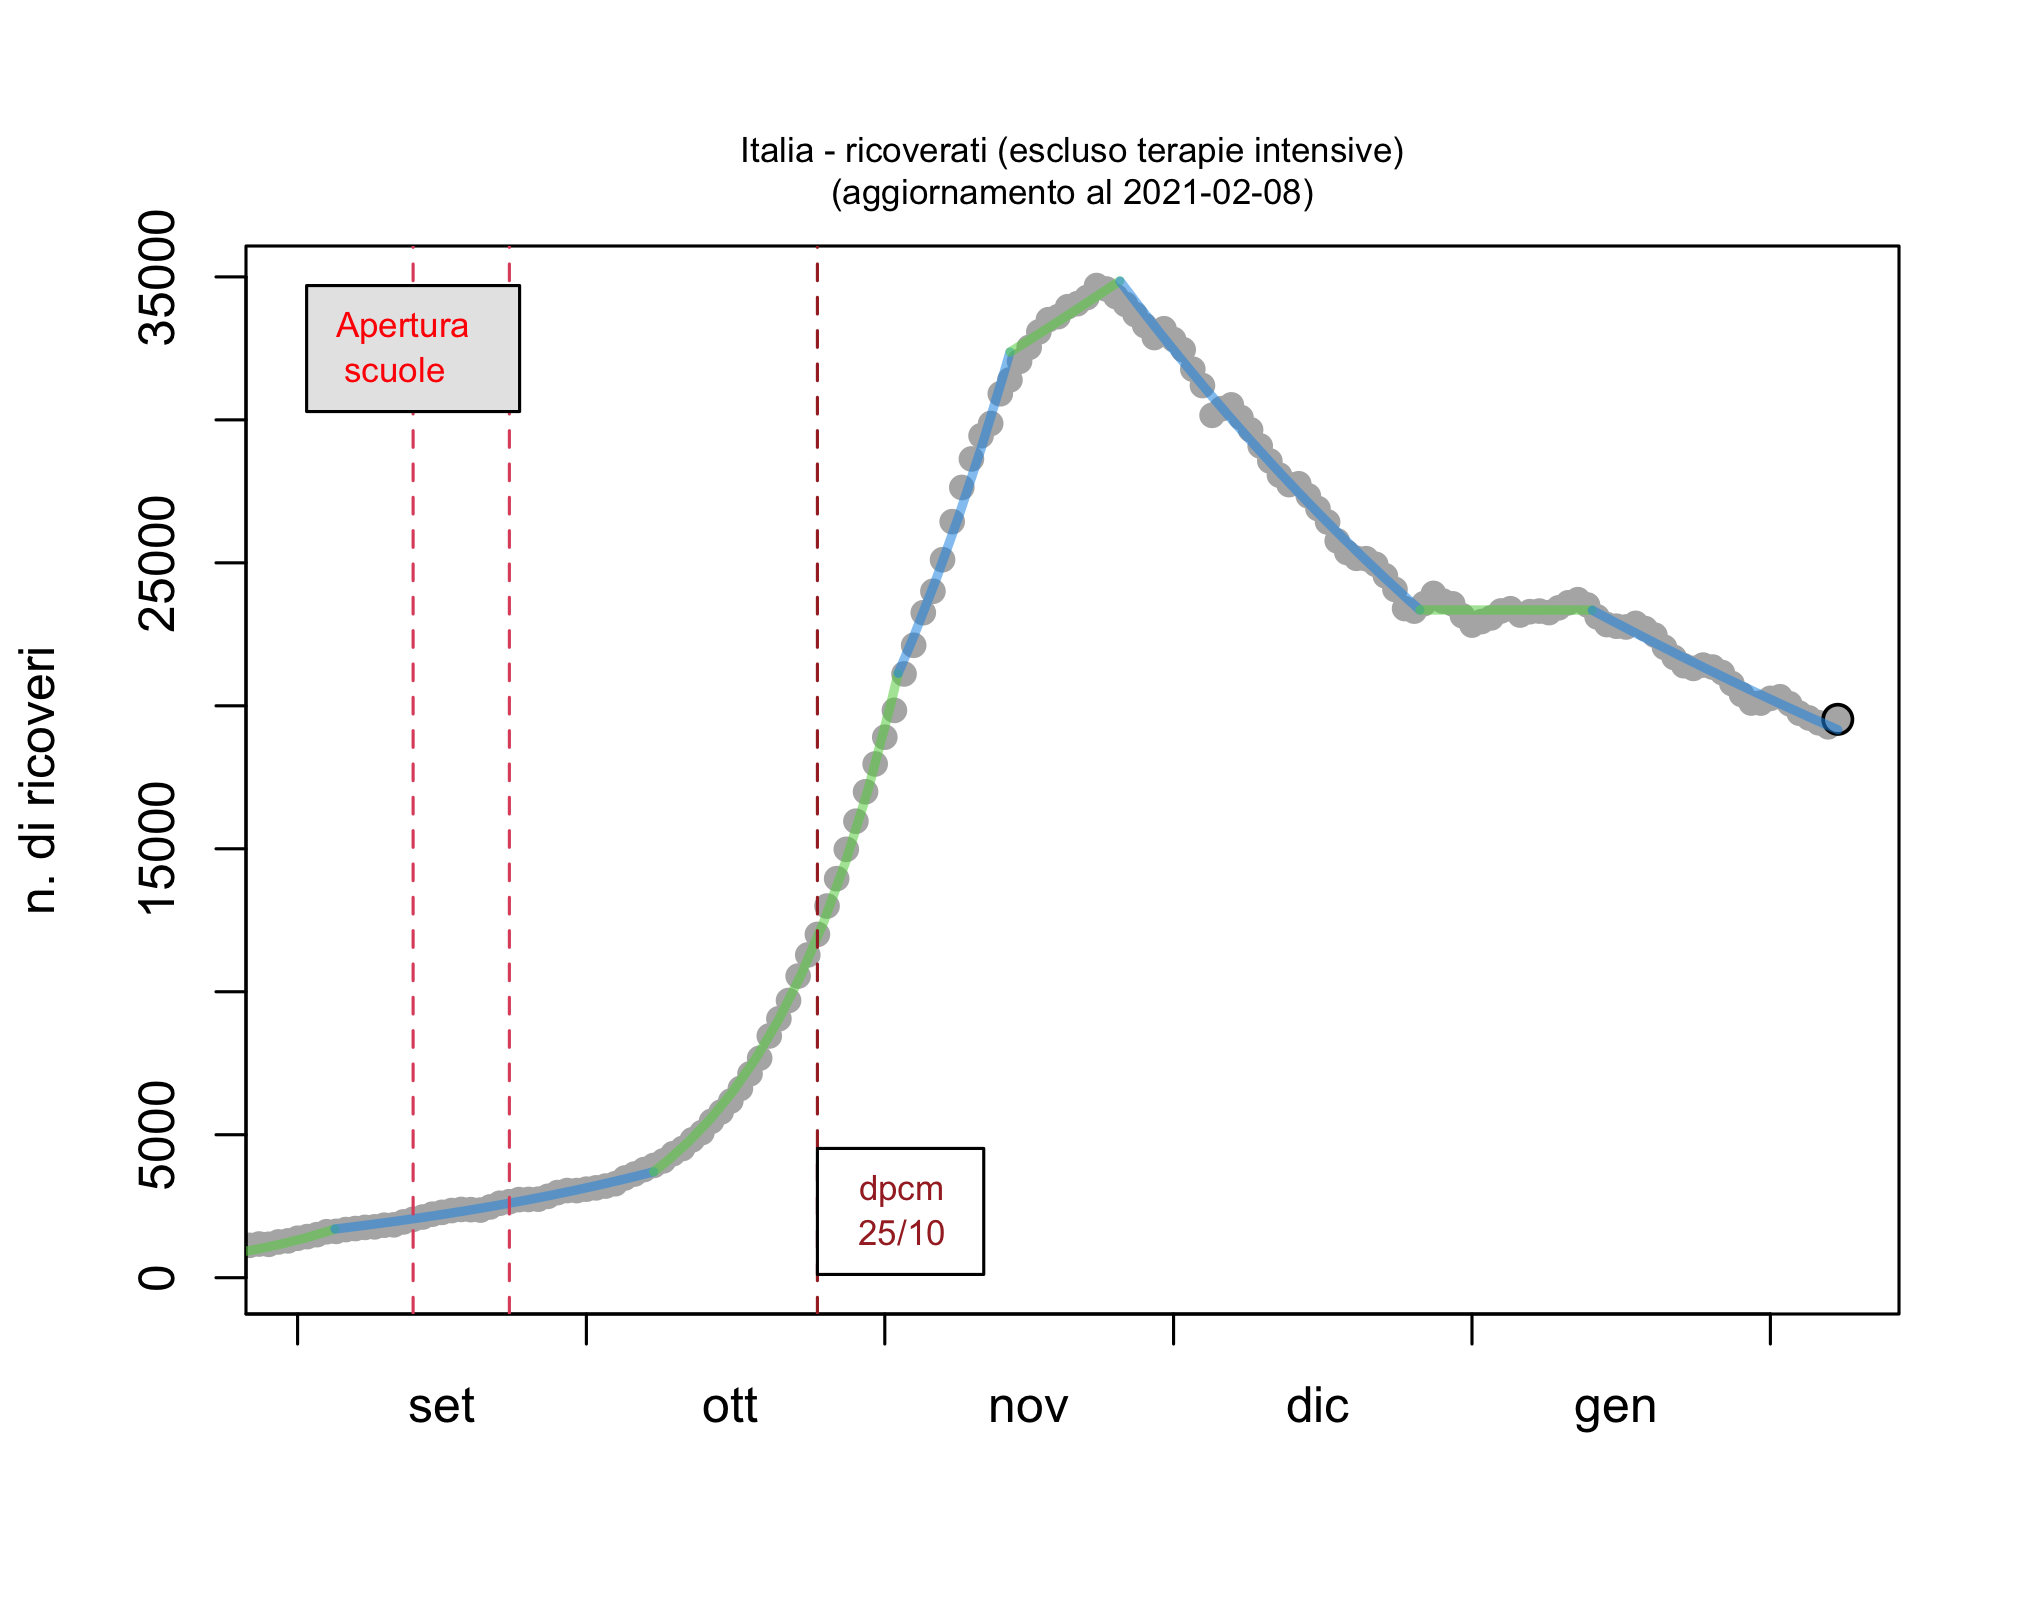 Italia - ricoverati (escluso terapie intensive)
(aggiornamento al 2021-02-08)
n. di ricoveri
35000
25000
15000
5000
0
Apertura
scuole
dpcm
25/10
set
ott
nov
dic
gen